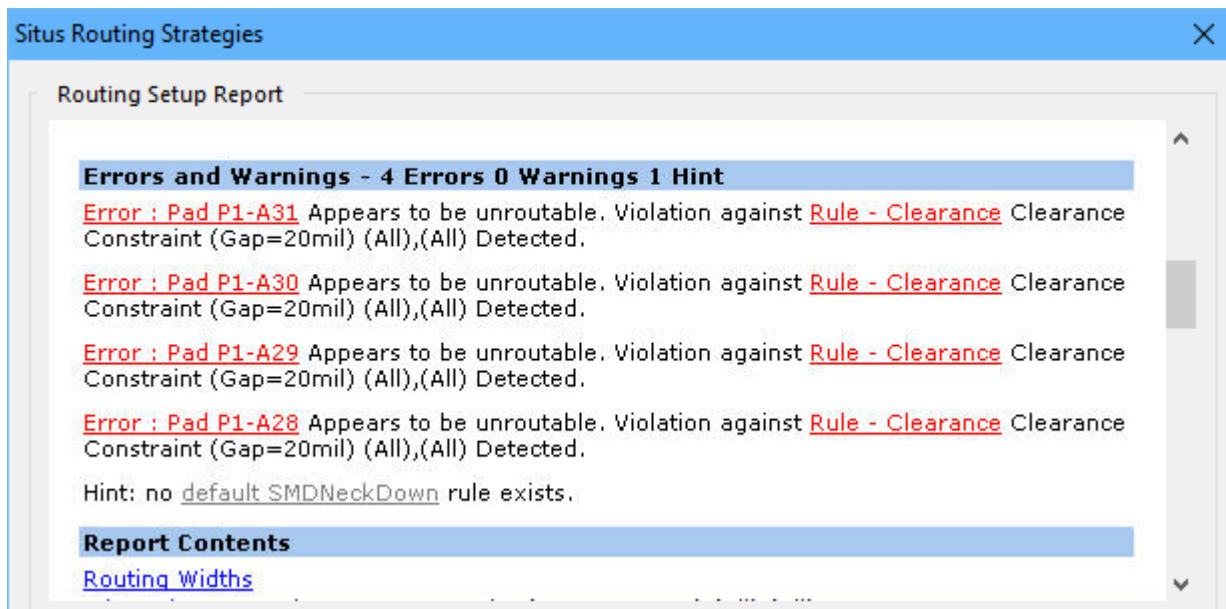 Situs Routing Strategies
Routing Setup Report
Errors and Warnings - 4 Errors 0 Warnings 1 Hint
Error : Pad P1-A31 Appears to be unroutable. Violation against Rule - Clearance Clearance
Constraint (Gap=20mil) (All),(All) Detected.
Error : Pad P1-A30 Appears to be unroutable. Violation against Rule - Clearance Clearance
Constraint (Gap=20mil) (All),(All) Detected.
Error : Pad P1-A29 Appears to be unroutable. Violation against Rule - Clearance Clearance
Constraint (Gap=20mil) (All),(All) Detected.
Error : Pad P1-A28 Appears to be unroutable. Violation against Rule - Clearance Clearance
Constraint (Gap=20mil) (All),(All) Detected.
Hint: no default SMDNeckDown rule exists.
Report Contents
Routing Widths